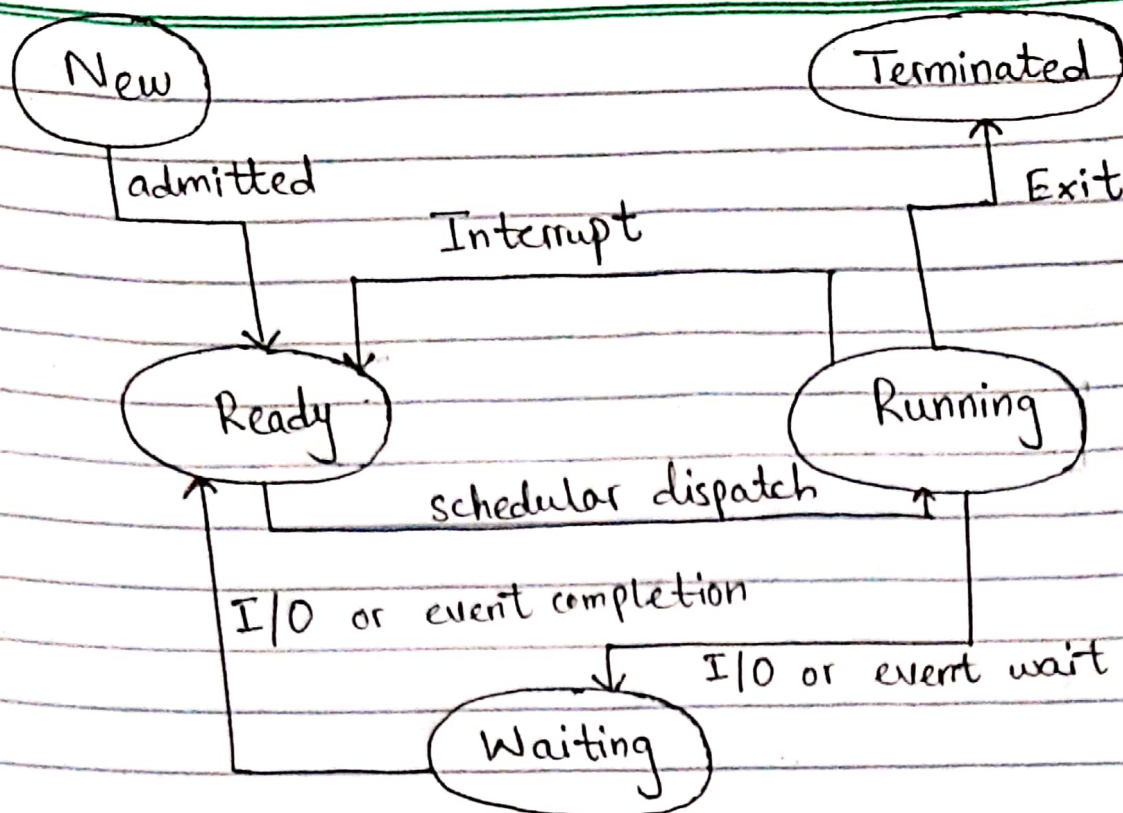 New
Terminated
admitted
Exit
Interrupt
Ready
Running
schedular dispatch
I/O or event completion
I/O or event wait
Waiting